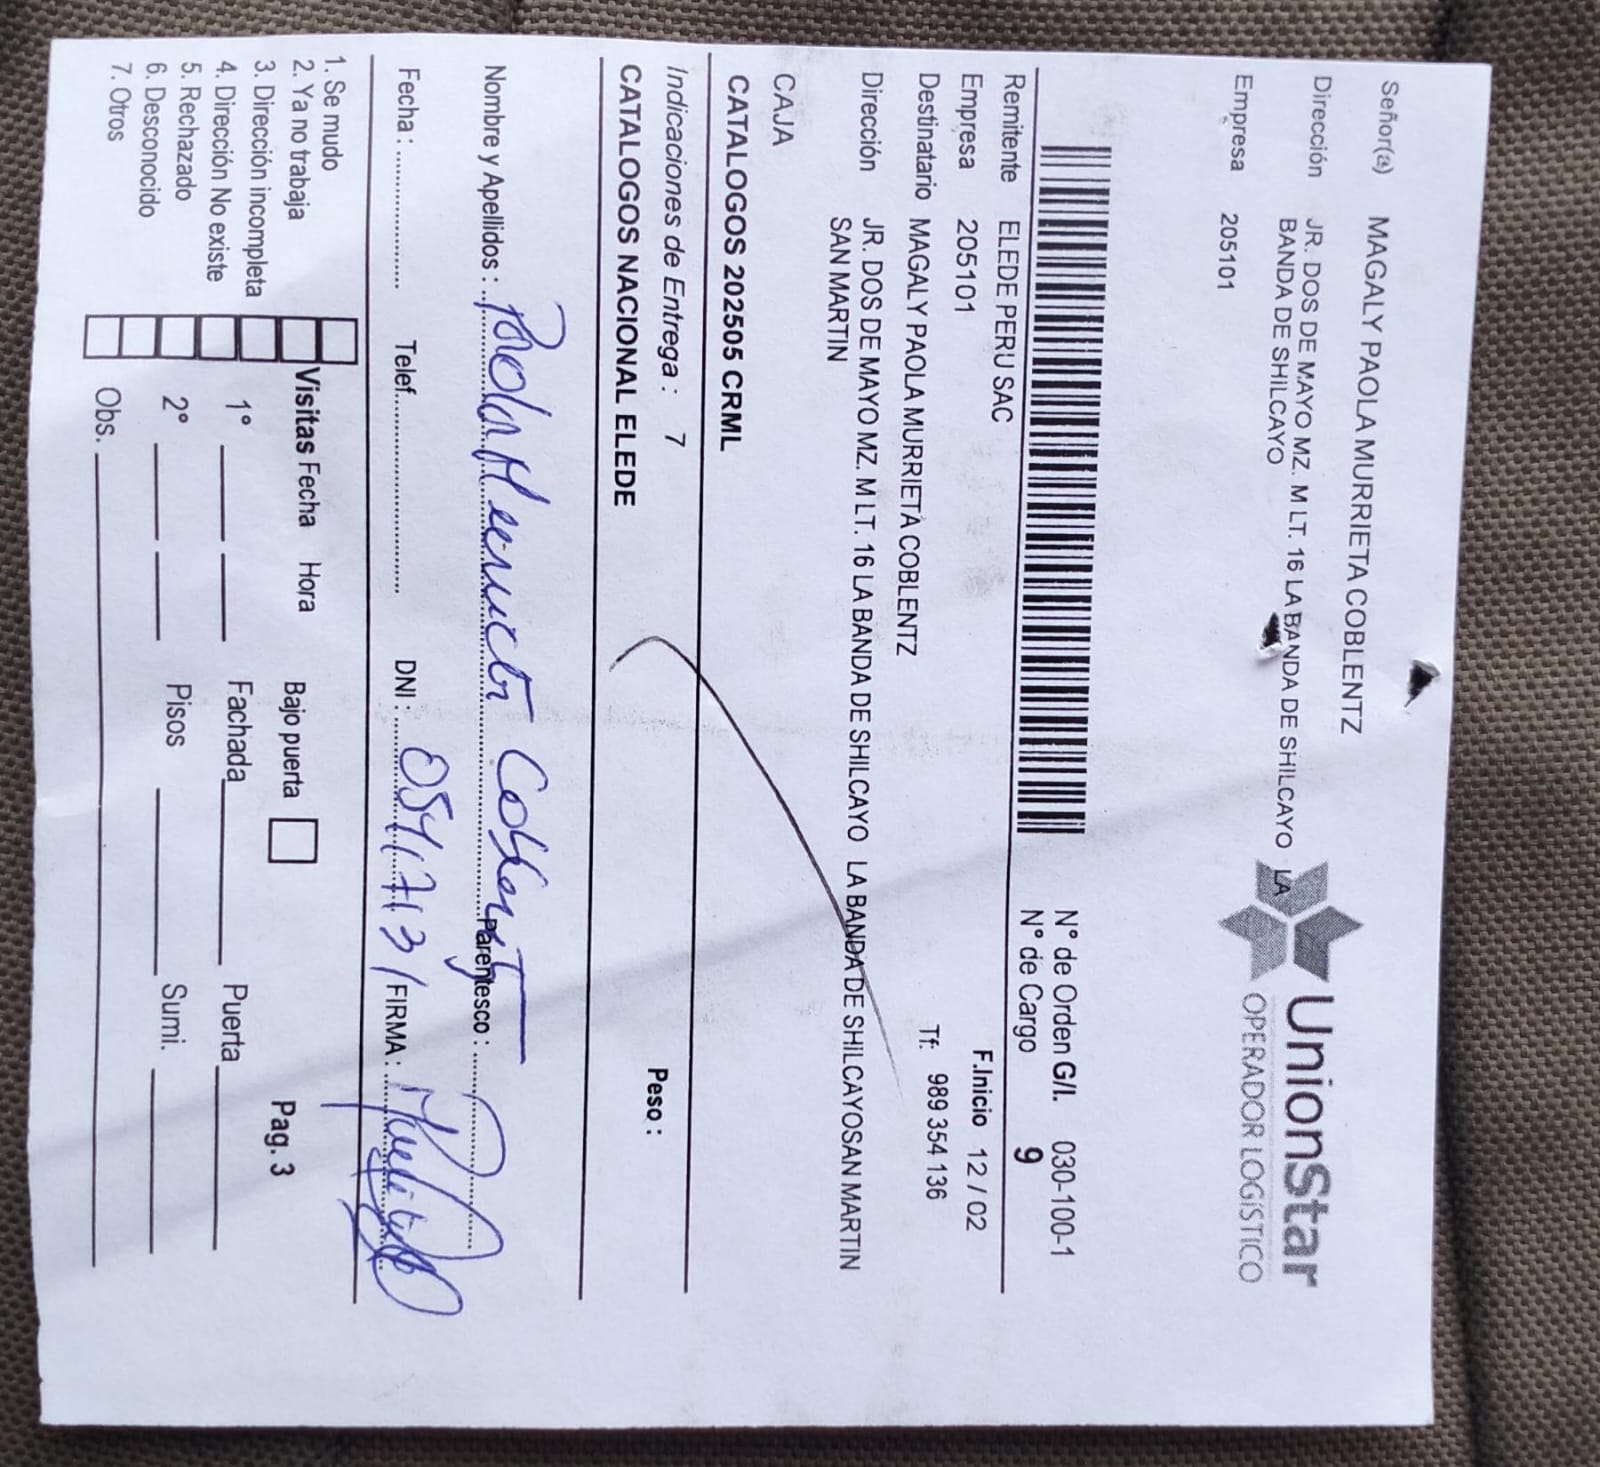 Señor(a) MAGALY PAOLA MURRIETA COBLENTZ
Dirección JR. DOS DE MAYO MZ. M LT. 16 LA BANDA DE SHILCAYO LA
BANDA DE SHILCAYO
Empresa 205101
UnionStar
OPERADOR LOGÍSTICO
N° de Orden G/I. 030-100-1
N° de Cargo 9
Remitente ELEDE PERU SAC
Empresa 205101 F.Inicio 12 / 02
Destinatario MAGALY PAOLA MURRIETA COBLENTZ Tf: 989 354 136
Dirección JR. DOS DE MAYO MZ. M LT. 16 LA BANDA DE SHILCAYO LA BANDA DE SHILCAYOSAN MARTIN
SAN MARTIN
CAJA
CATALOGOS 202505 CRML
Indicaciones de Entrega : 7 Peso :
CATALOGOS NACIONAL ELEDE
Nombre y Apellidos : Parentesco :
Fecha : Telef. DNI : FIRMA :
1. Se mudo
2. Ya no trabaja Visitas Fecha Hora Bajo puerta Pag. 3
3. Dirección incompleta
4. Dirección No existe 1° Fachada Puerta
5. Rechazado
6. Desconocido 2° Pisos Sumi.
7. Otros Obs.